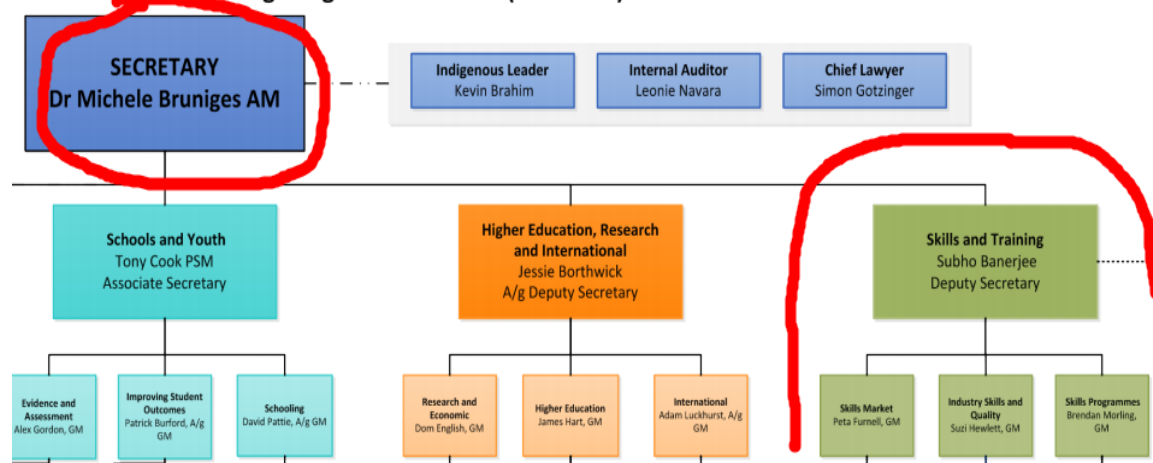 SECRETARY
Dr Michele Bruniges AM
Indigenous Leader
Kevin Brahim
Internal Auditor
Leonie Navara
Chief Lawyer
Simon Gotzinger
Schools and Youth
Tony Cook PSM
Associate Secretary
Higher Education, Research
and International
Jessie Borthwick
A/g Deputy Secretary
Skills and Training
Subho Banerjee
Deputy Secretary
Evidence and
Assessment
Alex Gordon, GM
Improving Student
Outcomes
Patrick Burford, A/g
GM
Schooling
David Pattie, A/g GM
Research and
Economic
Dom English, GM
Higher Education
James Hart, GM
International
Adam Luckhurst, A/g
GM
Skills Market
Peta Furnell, GM
Industry Skills and
Quality
Suzi Hewlett, GM
Skills Programmes
Brendan Morling,
GM